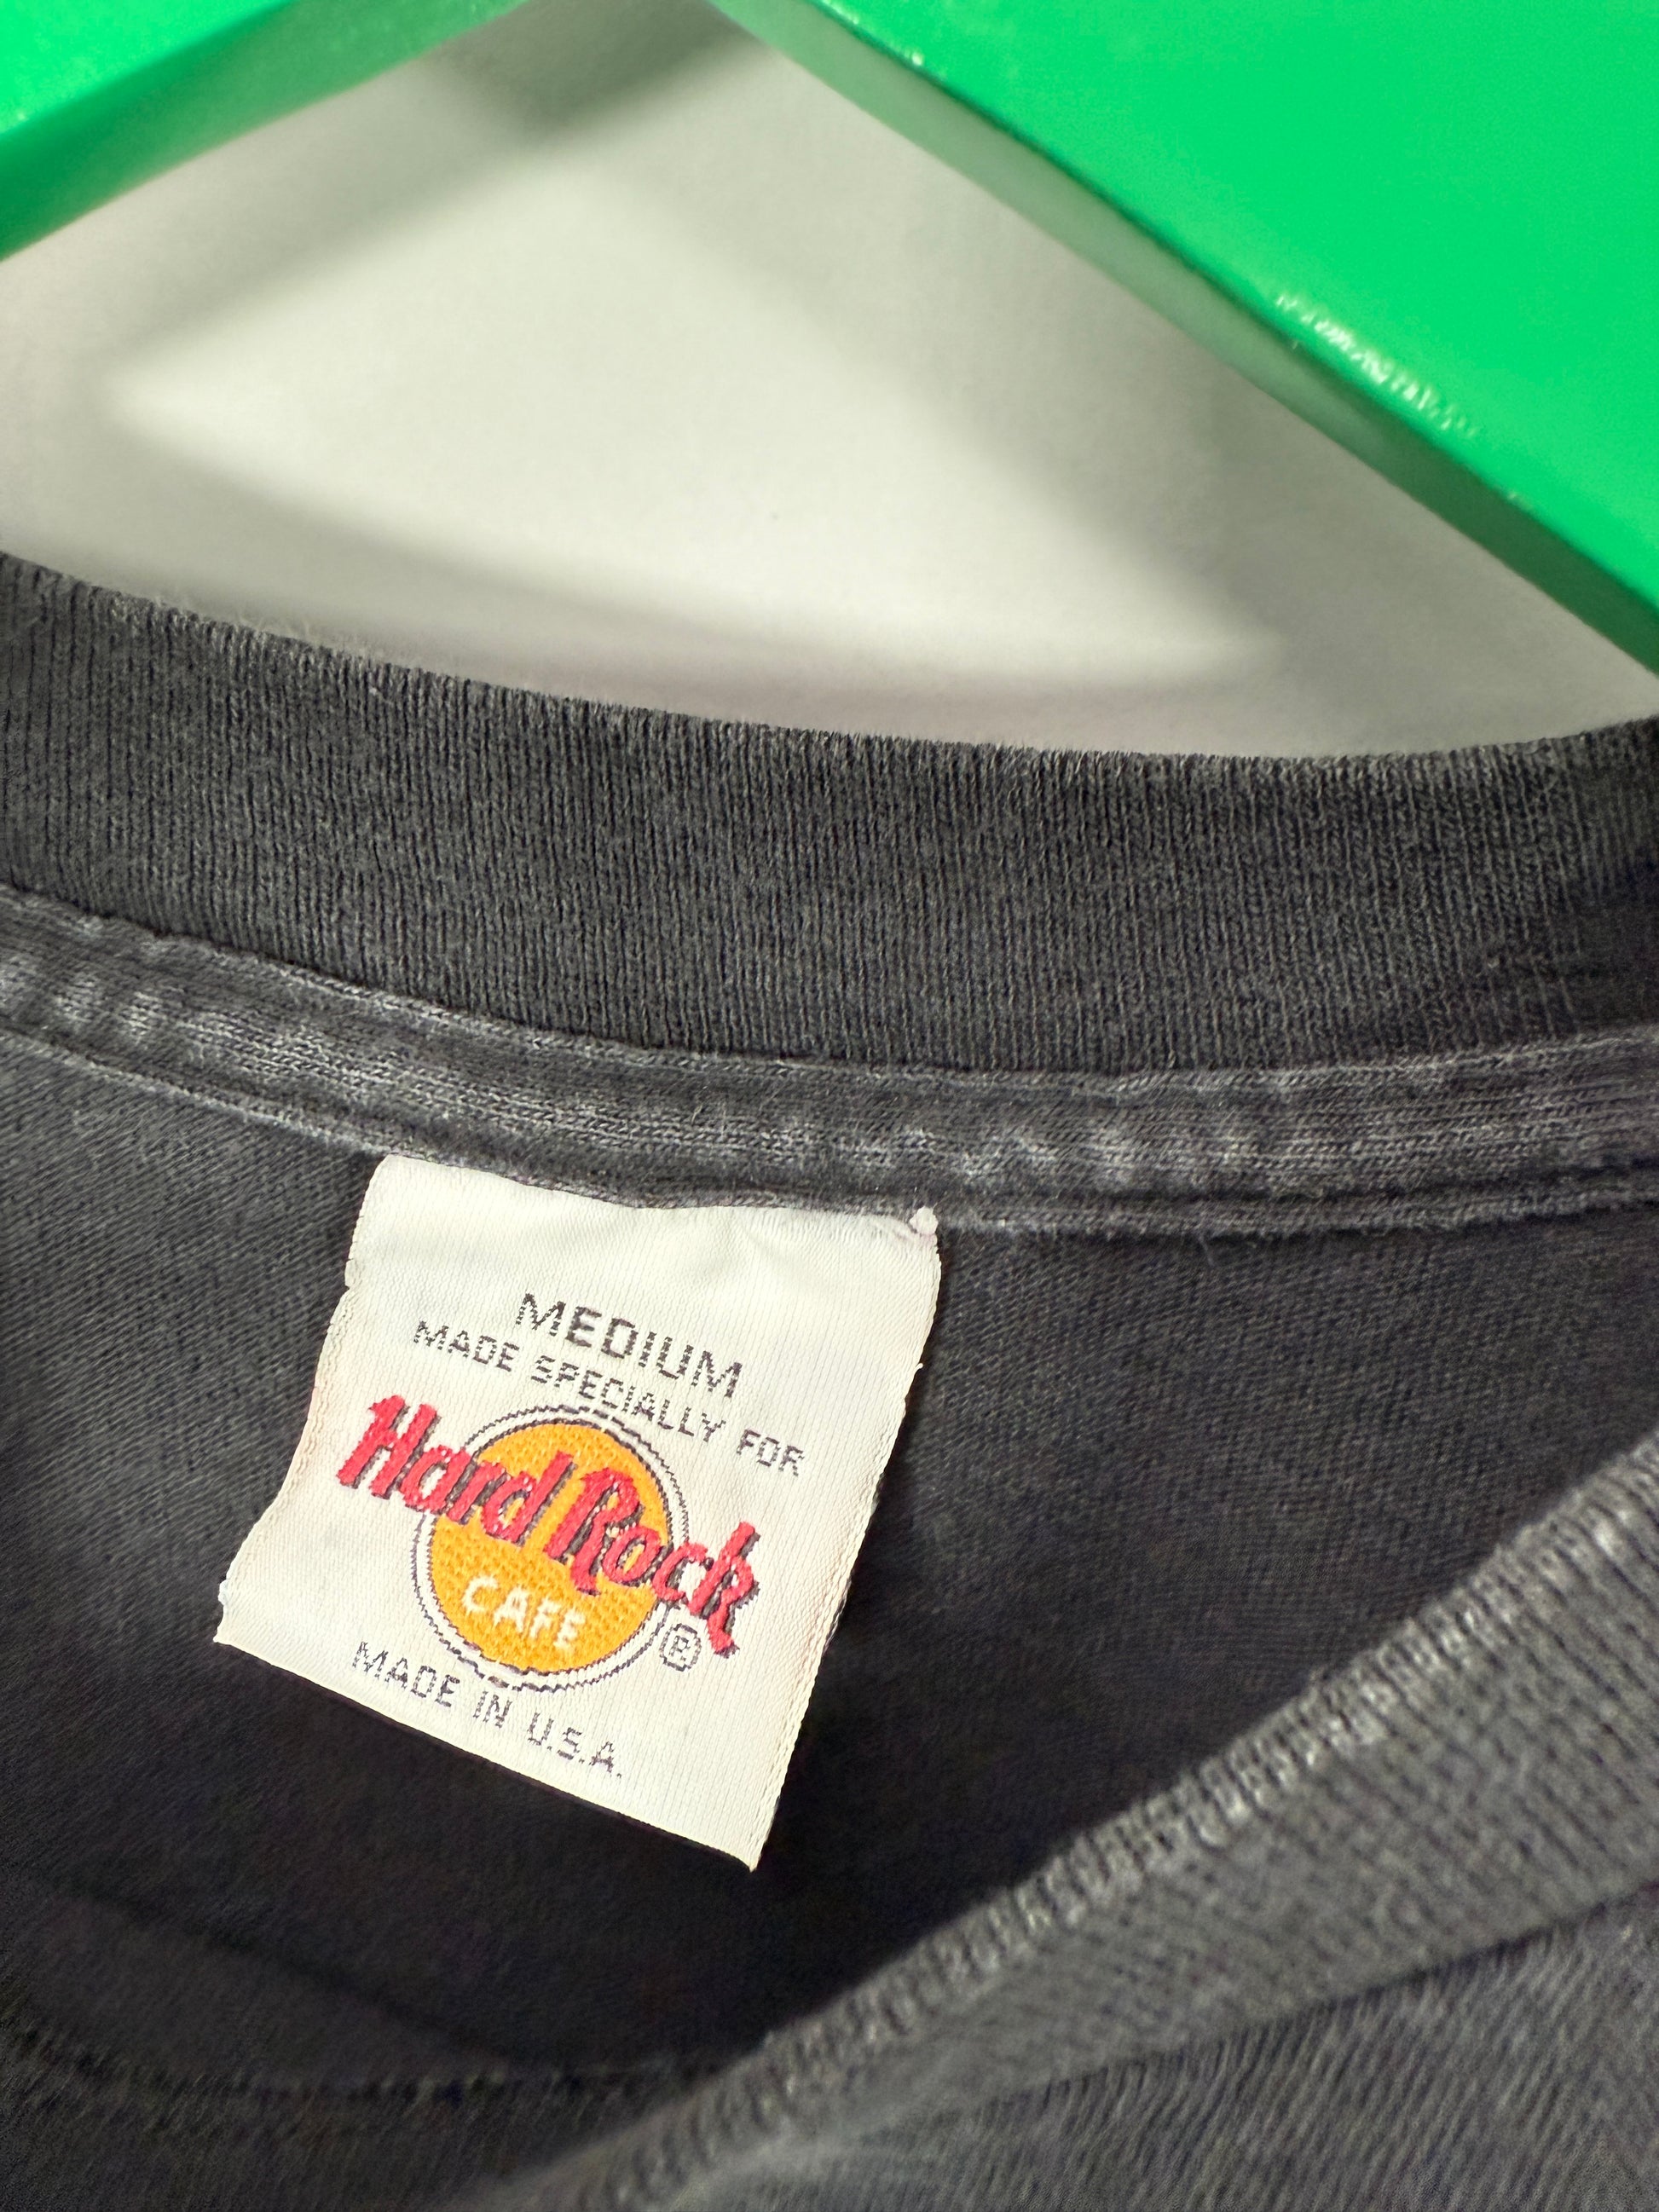 MEDIUM
MADE SPECIALLY FOR
Hard Rock
CAFE
®
MADE IN U.S.A.